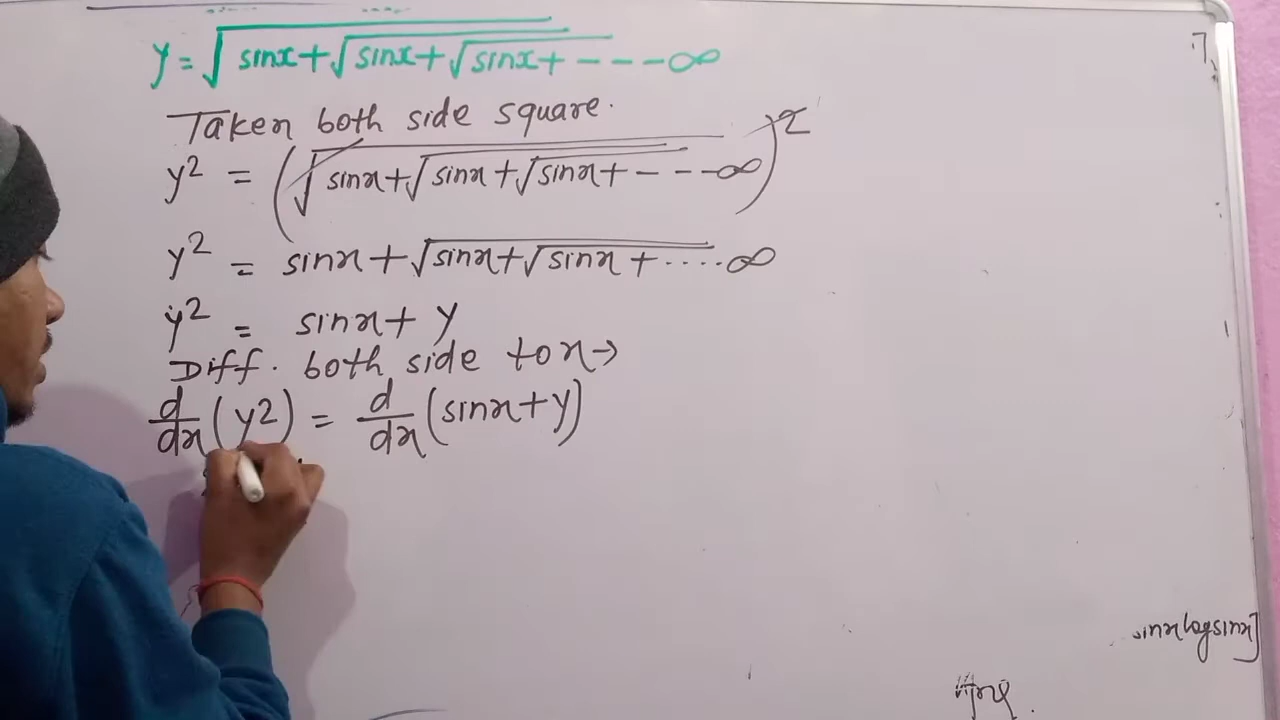 y = √sinx + √sinx + √sinx + - - - ∞
Taken both side square.
y² = (√sinx + √sinx + √sinx + - - - ∞)²
y² = sinx + √sinx + √sinx + .... ∞
y² = sinx + y
Diff. both side to x →
d/dx (y²) = d/dx (sinx + y)
sinx log sinx]